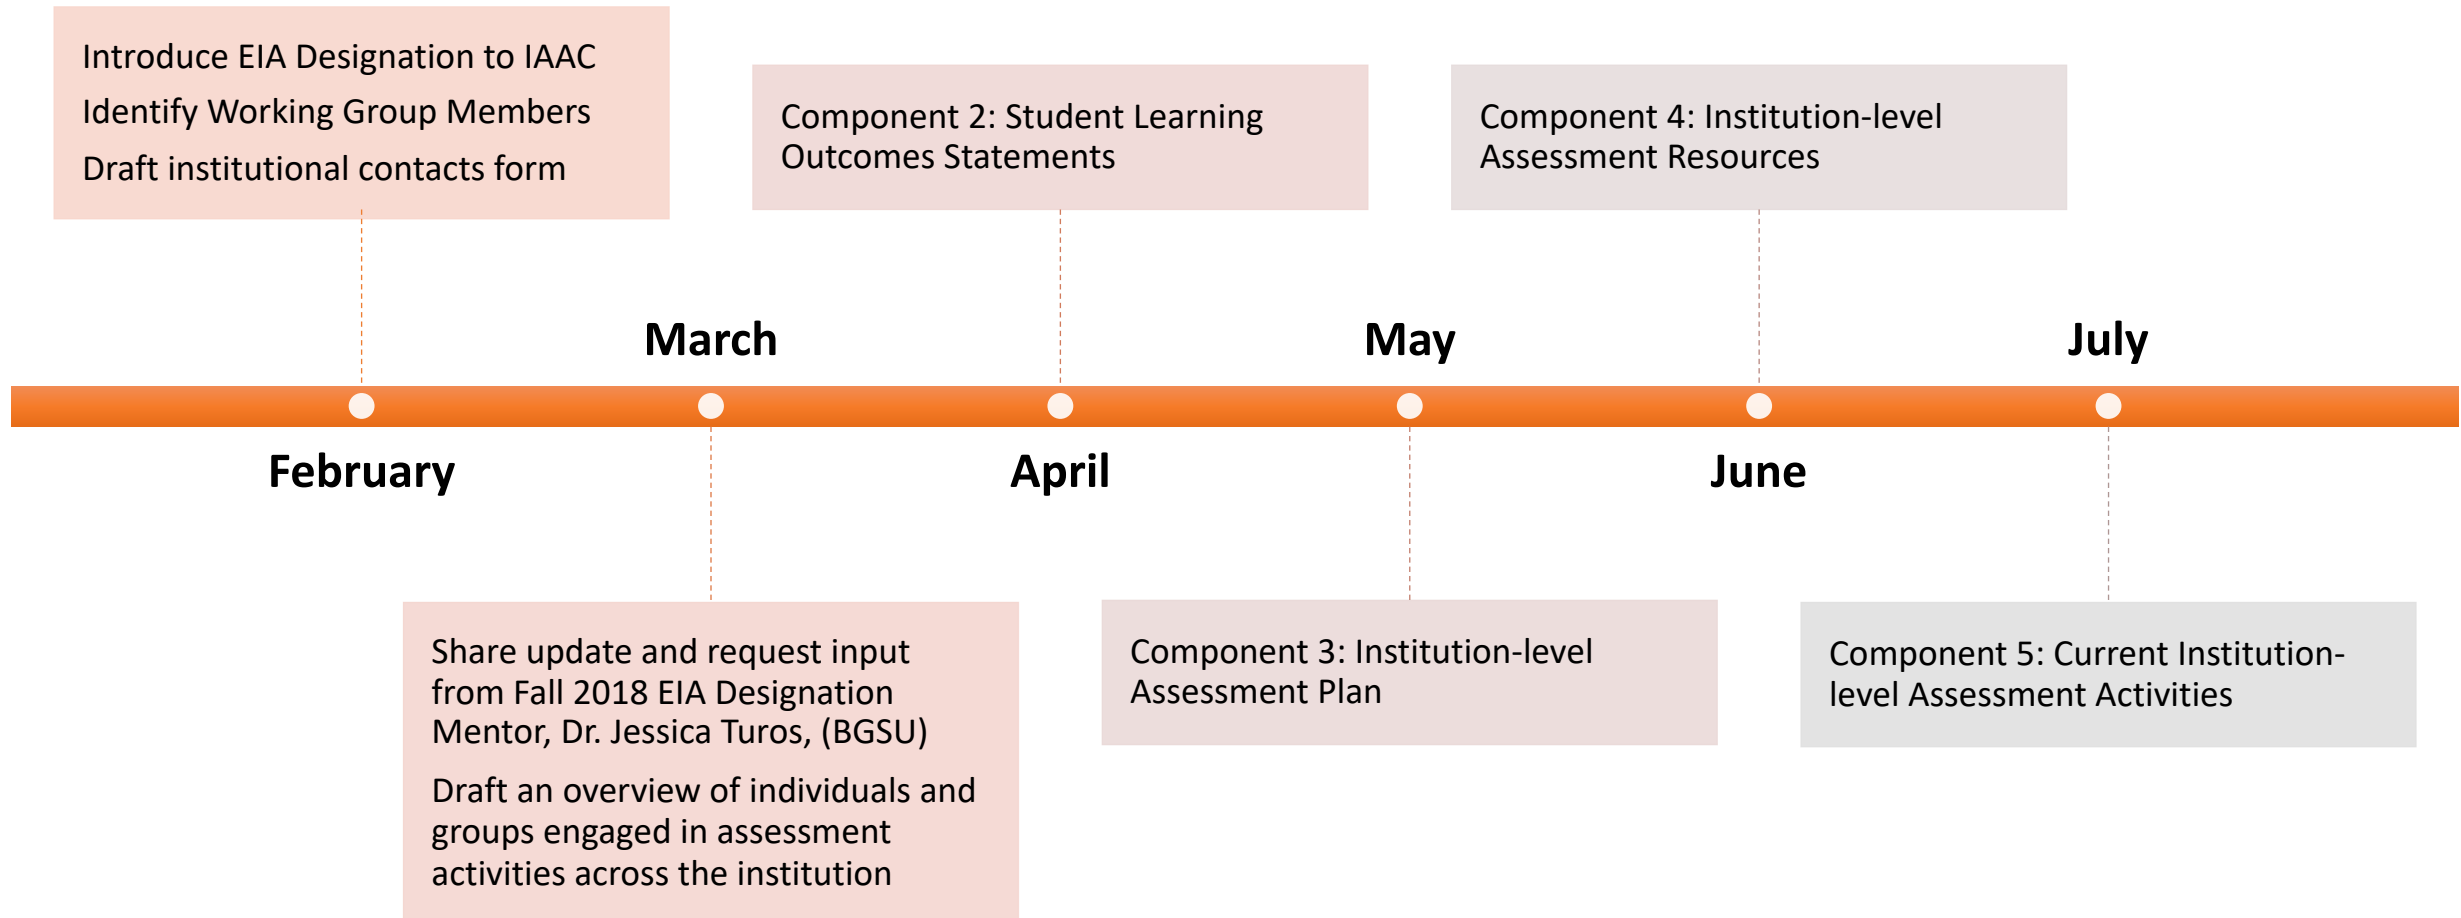 Introduce EIA Designation to IAAC
Identify Working Group Members
Draft institutional contacts form
Component 2: Student Learning
Outcomes Statements
Component 4: Institution-level
Assessment Resources
March
May
July
February
April
June
Share update and request input
from Fall 2018 EIA Designation
Mentor, Dr. Jessica Turos, (BGSU)
Draft an overview of individuals and
groups engaged in assessment
activities across the institution
Component 3: Institution-level
Assessment Plan
Component 5: Current Institution-
level Assessment Activities